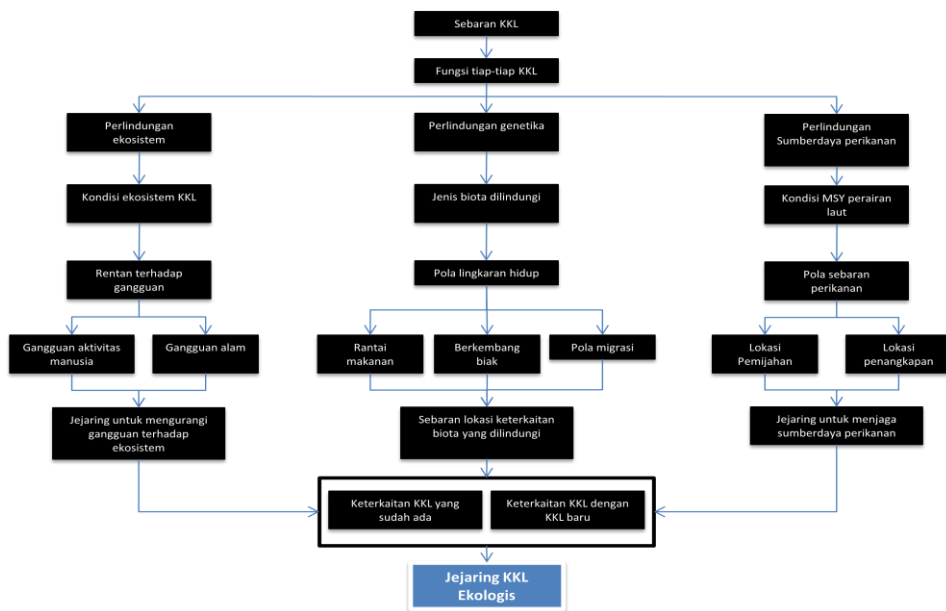 Sebaran KKL
Fungsi tiap-tiap KKL
Perlindungan
ekosistem
Perlindungan genetika
Perlindungan
Sumberdaya perikanan
Kondisi ekosistem KKL
Jenis biota dilindungi
Kondisi MSY perairan
laut
Rentan terhadap
gangguan
Pola lingkaran hidup
Pola sebaran
perikanan
Gangguan aktivitas
manusia
Gangguan alam
Rantai
makanan
Berkembang
biak
Pola migrasi
Lokasi
Pemijahan
Lokasi
penangkapan
Jejaring untuk mengurangi
gangguan terhadap
ekosistem
Sebaran lokasi keterkaitan
biota yang dilindungi
Jejaring untuk menjaga
sumberdaya perikanan
Keterkaitan KKL yang
sudah ada
Keterkaitan KKL dengan
KKL baru
Jejaring KKL
Ekologis